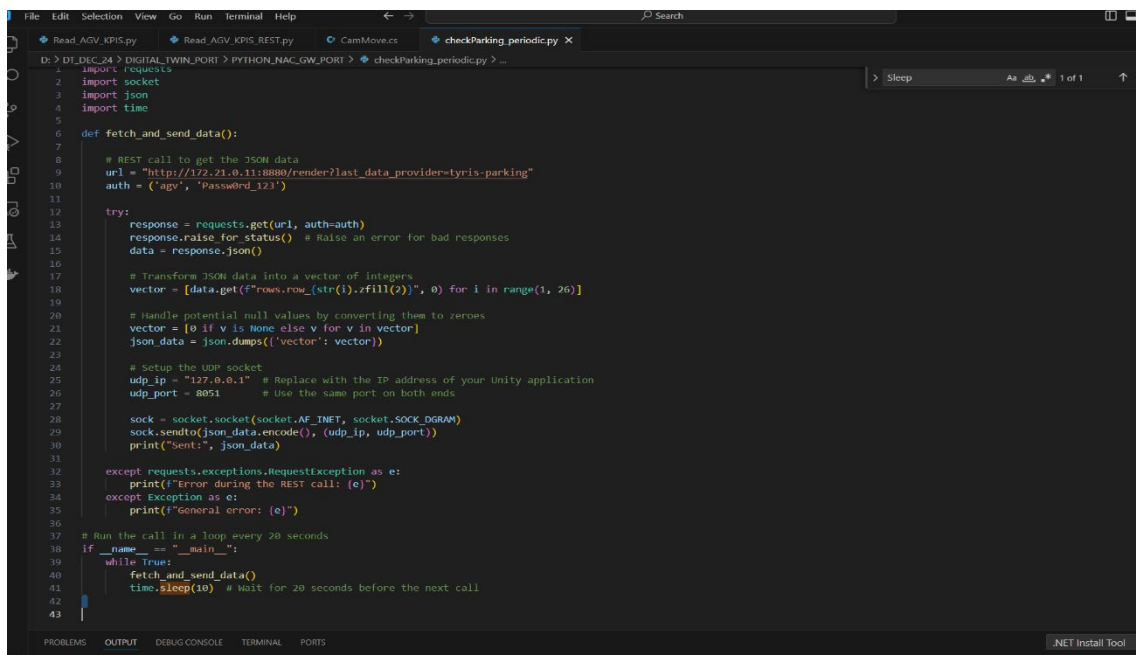 File Edit Selection View Go Run Terminal Help ← → Search
Read_AGV_KPIS.py Read_AGV_KPIS_REST.py CamMove.cs checkParking_periodic.py ×
D: > DT_DEC_24 > DIGITAL_TWIN_PORT > PYTHON_NAC_GW_PORT > checkParking_periodic.py > ...
> Sleep Aa ab .* 1 of 1 ↑
1 import requests
2 import socket
3 import json
4 import time
5
6 def fetch_and_send_data():
7
8 # REST call to get the JSON data
9 url = "http://172.21.0.11:8880/render?last_data_provider=tyris-parking"
10 auth = ('agv', 'Passw0rd_123')
11
12 try:
13 response = requests.get(url, auth=auth)
14 response.raise_for_status() # Raise an error for bad responses
15 data = response.json()
16
17 # Transform JSON data into a vector of integers
18 vector = [data.get(f"rows.row_{str(i).zfill(2)}", 0) for i in range(1, 26)]
19
20 # Handle potential null values by converting them to zeroes
21 vector = [0 if v is None else v for v in vector]
22 json_data = json.dumps({'vector': vector})
23
24 # Setup the UDP socket
25 udp_ip = "127.0.0.1" # Replace with the IP address of your Unity application
26 udp_port = 8051 # Use the same port on both ends
27
28 sock = socket.socket(socket.AF_INET, socket.SOCK_DGRAM)
29 sock.sendto(json_data.encode(), (udp_ip, udp_port))
30 print("Sent:", json_data)
31
32 except requests.exceptions.RequestException as e:
33 print(f"Error during the REST call: {e}")
34 except Exception as e:
35 print(f"General error: {e}")
36
37 # Run the call in a loop every 20 seconds
38 if __name__ == "__main__":
39 while True:
40 fetch_and_send_data()
41 time.sleep(10) # Wait for 20 seconds before the next call
42
43
PROBLEMS OUTPUT DEBUG CONSOLE TERMINAL PORTS .NET Install Tool